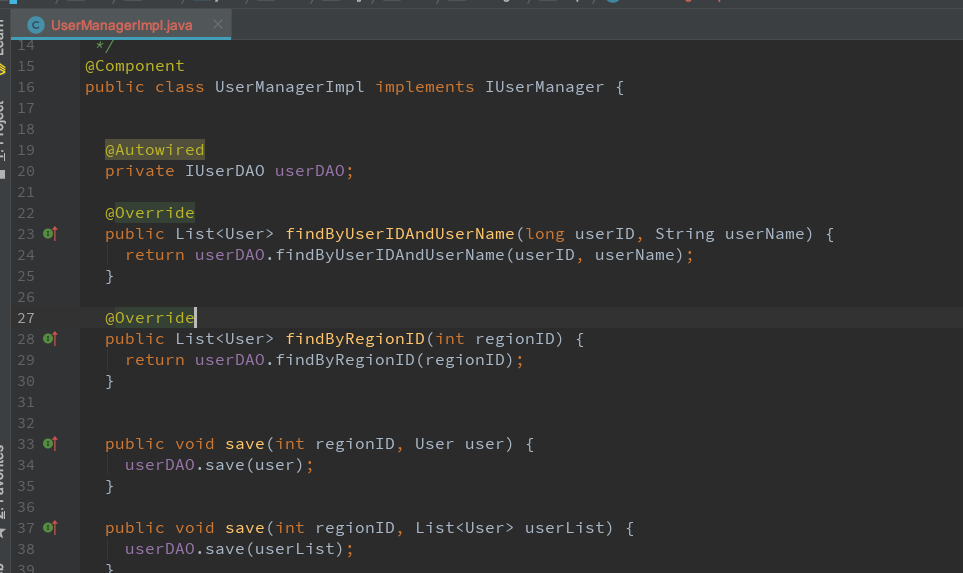 UserManagerImpl.java
14 */
15 @Component
16 public class UserManagerImpl implements IUserManager {
17
18
19 @Autowired
20 private IUserDAO userDAO;
21
22 @Override
23 public List<User> findByUserIDAndUserName(long userID, String userName) {
24 return userDAO.findByUserIDAndUserName(userID, userName);
25 }
26
27 @Override
28 public List<User> findByRegionID(int regionID) {
29 return userDAO.findByRegionID(regionID);
30 }
31
32
33 public void save(int regionID, User user) {
34 userDAO.save(user);
35 }
36
37 public void save(int regionID, List<User> userList) {
38 userDAO.save(userList);
39 }
Learn
1: Project
2: Favorites